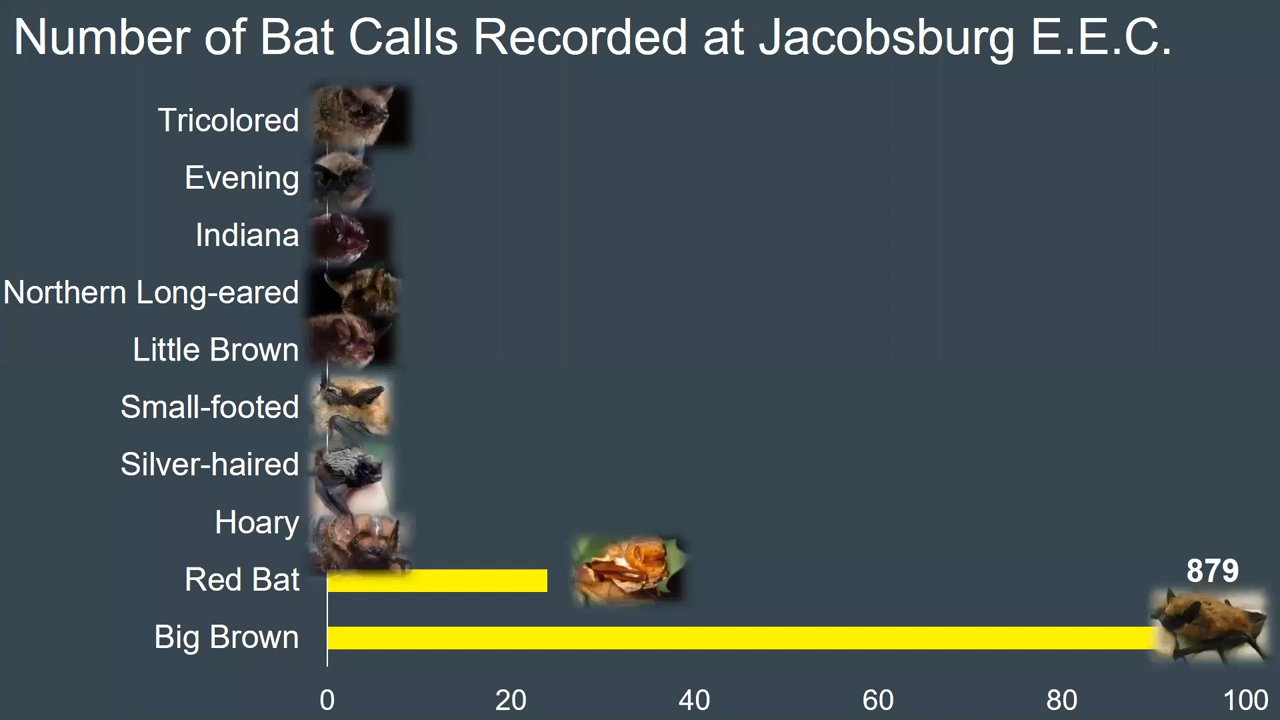 Number of Bat Calls Recorded at Jacobsburg E.E.C.
Tricolored
Evening
Indiana
Northern Long-eared
Little Brown
Small-footed
Silver-haired
Hoary
Red Bat
879
Big Brown
0 20 40 60 80 100